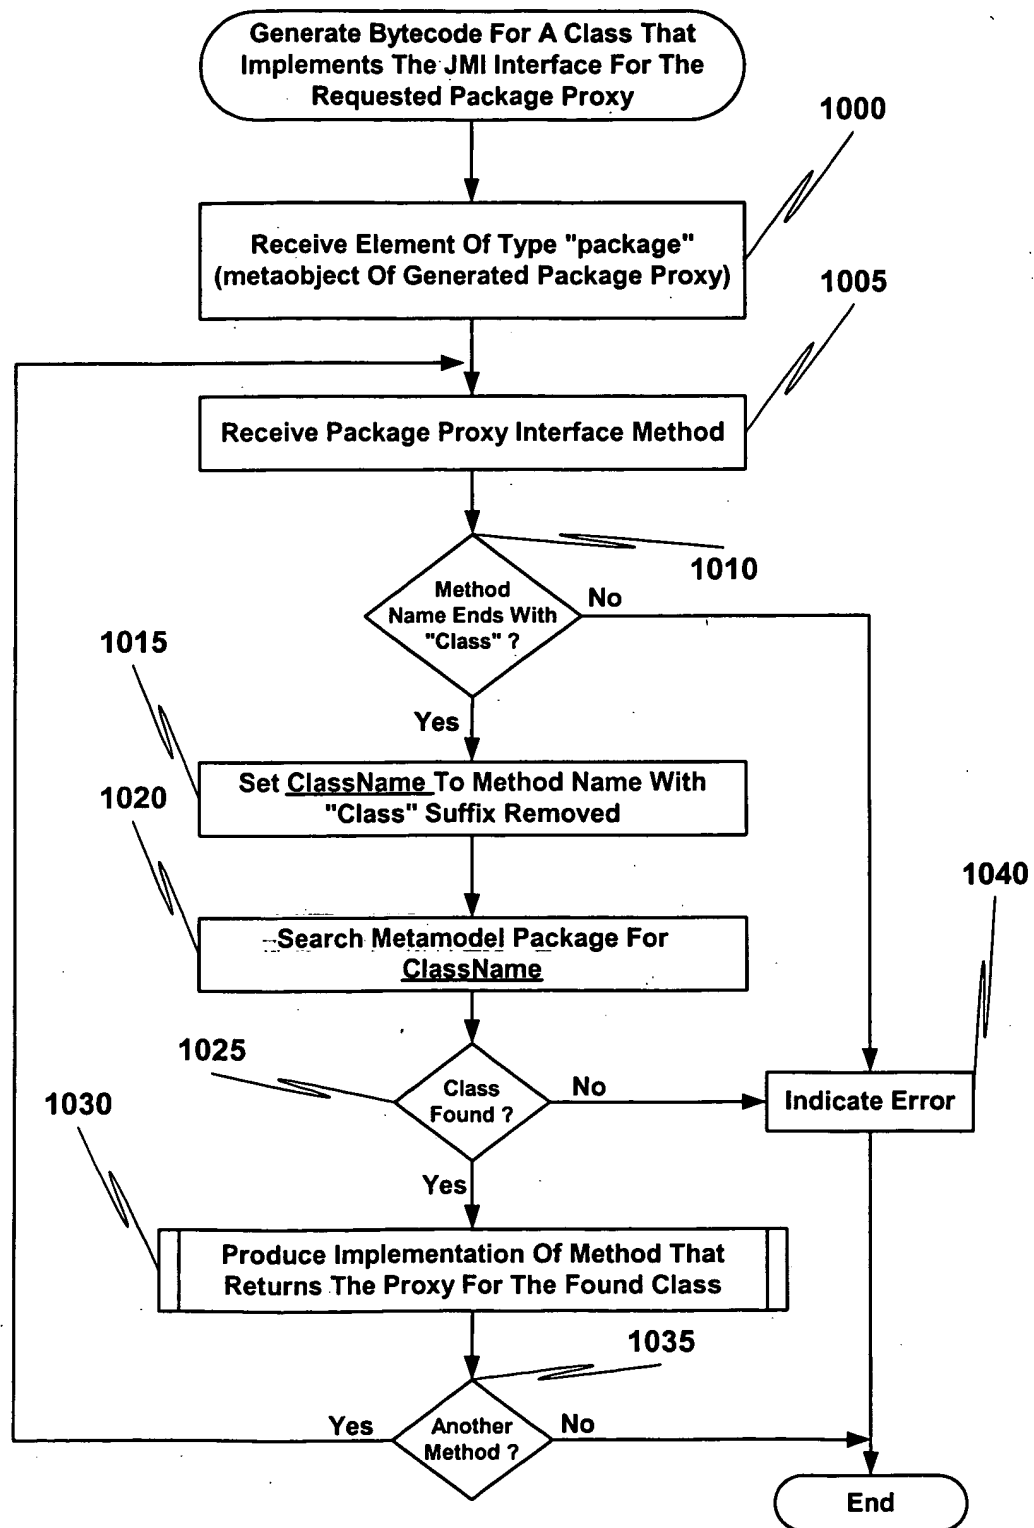 Generate Bytecode For A Class That
Implements The JMI Interface For The
Requested Package Proxy
1000
Receive Element Of Type "package"
(metaobject Of Generated Package Proxy)
1005
Receive Package Proxy Interface Method
1010
Method
Name Ends With
"Class" ?
No
1015
Yes
Set ClassName To Method Name With
"Class" Suffix Removed
1020
1040
Search Metamodel Package For
ClassName
1025
Class
Found ?
No
Indicate Error
1030
Yes
Produce Implementation Of Method That
Returns The Proxy For The Found Class
1035
Yes
Another
Method ?
No
End